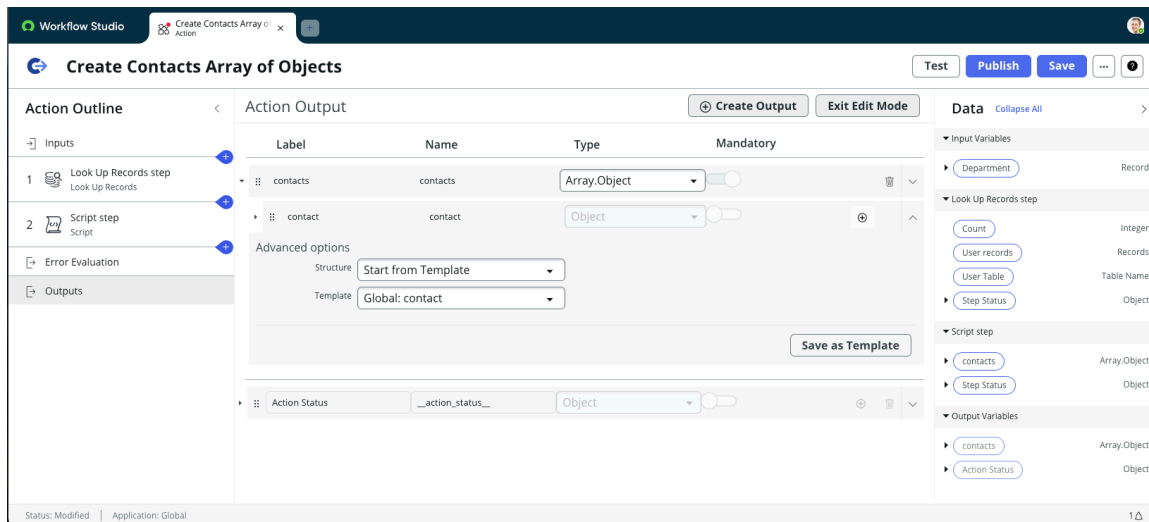 Workflow Studio
Create Contacts Array of
Action
Create Contacts Array of Objects
Test
Publish
Save
Action Outline
Inputs
1 Look Up Records step
Look Up Records
2 Script step
Script
Error Evaluation
Outputs
Action Output
Create Output
Exit Edit Mode
Label Name Type Mandatory
contacts contacts Array.Object
contact contact Object
Advanced options
Structure Start from Template
Template Global: contact
Save as Template
Action Status __action_status__ Object
Data Collapse All
Input Variables
Department Record
Look Up Records step
Count Integer
User records Records
User Table Table Name
Step Status Object
Script step
contacts Array.Object
Step Status Object
Output Variables
contacts Array.Object
Action Status Object
Status: Modified | Application: Global
1